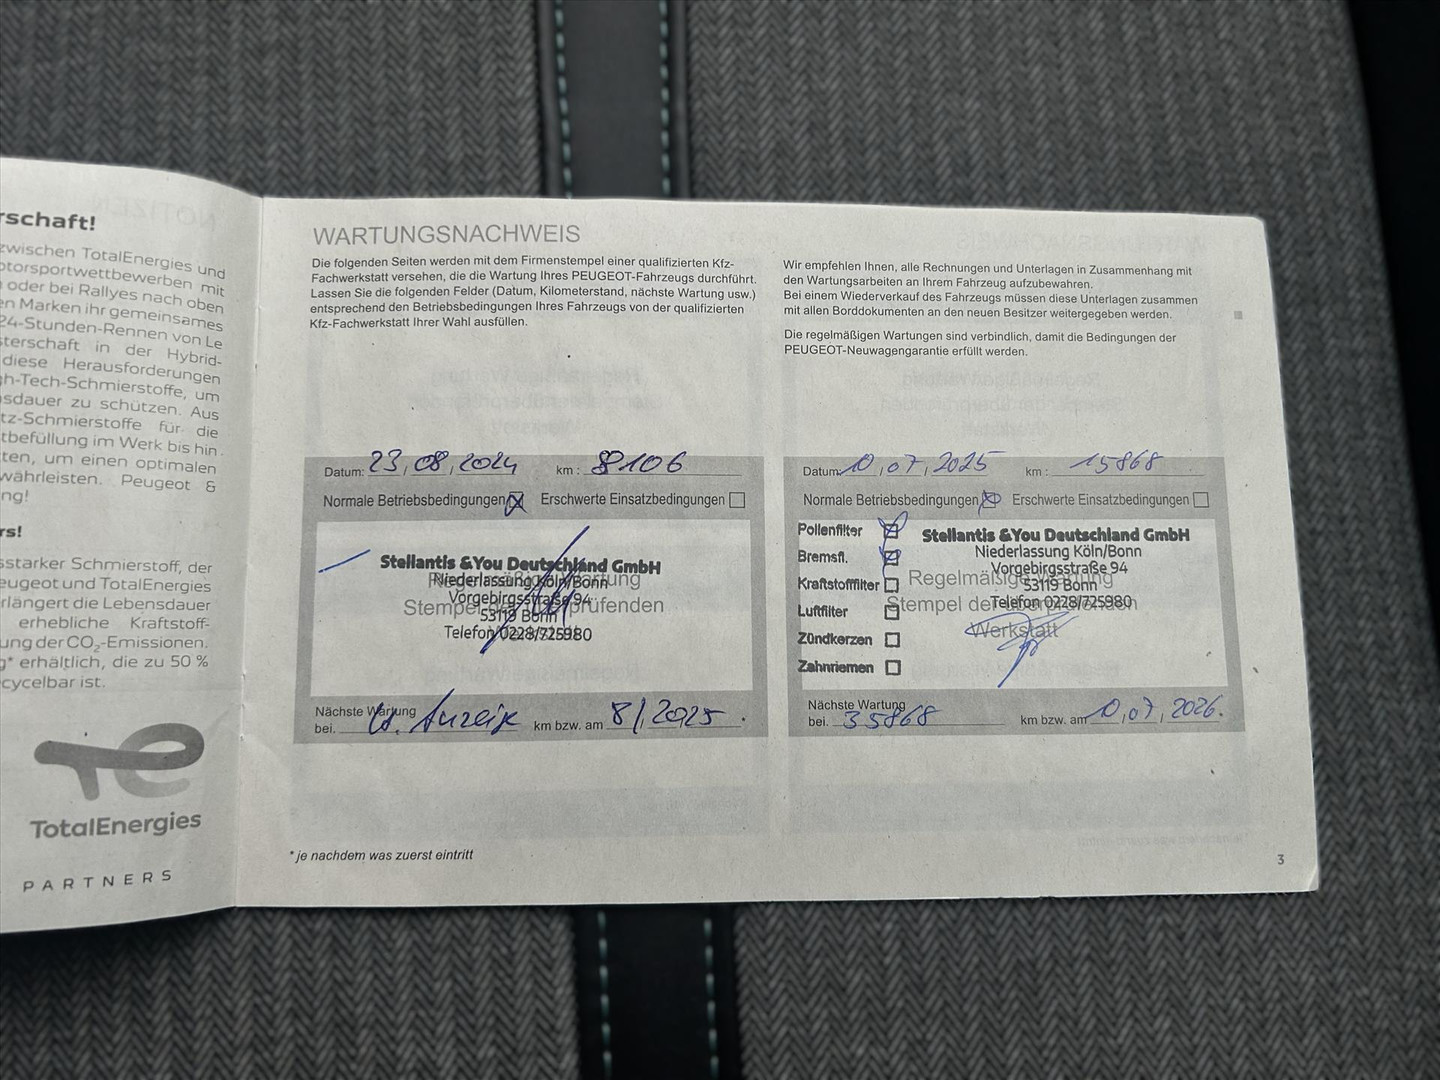 rschaft!
zwischen TotalEnergies und
otorsportwettbewerben mit
oder bei Rallyes nach oben
en Marken ihr gemeinsames
24-Stunden-Rennen von Le
sterschaft in der Hybrid-
diese Herausforderungen
gh-Tech-Schmierstoffe, um
sdauer zu schützen. Aus
tz-Schmierstoffe für die
tbefüllung im Werk bis hin
ten, um einen optimalen
währleisten. Peugeot &
ng!
rs!
sstarker Schmierstoff, der
eugeot und TotalEnergies
rlängert die Lebensdauer
erhebliche Kraftstoff-
ung der CO₂-Emissionen.
g* erhältlich, die zu 50 %
cycelbar ist.
TotalEnergies
PARTNERS
WARTUNGSNACHWEIS
Die folgenden Seiten werden mit dem Firmenstempel einer qualifizierten Kfz-
Fachwerkstatt versehen, die die Wartung Ihres PEUGEOT-Fahrzeugs durchführt.
Lassen Sie die folgenden Felder (Datum, Kilometerstand, nächste Wartung usw.)
entsprechend den Betriebsbedingungen Ihres Fahrzeugs von der qualifizierten
Kfz-Fachwerkstatt Ihrer Wahl ausfüllen.
Datum: 23,08,2024 km: 8106
Normale Betriebsbedingungen Erschwerte Einsatzbedingungen
Stellantis &You Deutschland GmbH
Regelmäßige Wartung
Niederlassung Köln/Bonn
Vorgebirgsstraße 94
Stempel der überprüfenden
53119 Bonn
Telefon 0228/725980
Nächste Wartung
bei. lt. Anzeige km bzw. am 8/2025.
*je nachdem was zuerst eintritt
Wir empfehlen Ihnen, alle Rechnungen und Unterlagen in Zusammenhang mit
den Wartungsarbeiten an Ihrem Fahrzeug aufzubewahren.
Bei einem Wiederverkauf des Fahrzeugs müssen diese Unterlagen zusammen
mit allen Borddokumenten an den neuen Besitzer weitergegeben werden.
Die regelmäßigen Wartungen sind verbindlich, damit die Bedingungen der
PEUGEOT-Neuwagengarantie erfüllt werden.
Datum: 10,07,2025 km: 15868
Normale Betriebsbedingungen Erschwerte Einsatzbedingungen
Pollenfilter
Bremsfl.
Kraftstofffilter
Luftfilter
Zündkerzen
Zahnriemen
Stellantis &You Deutschland GmbH
Niederlassung Köln/Bonn
Vorgebirgsstraße 94
Regelmäßige Wartung
53119 Bonn
Stempel der überprüfenden
Telefon 0228/725980
Werkstatt
Nächste Wartung
bei. 35868 km bzw. am 10,07,2026.
3